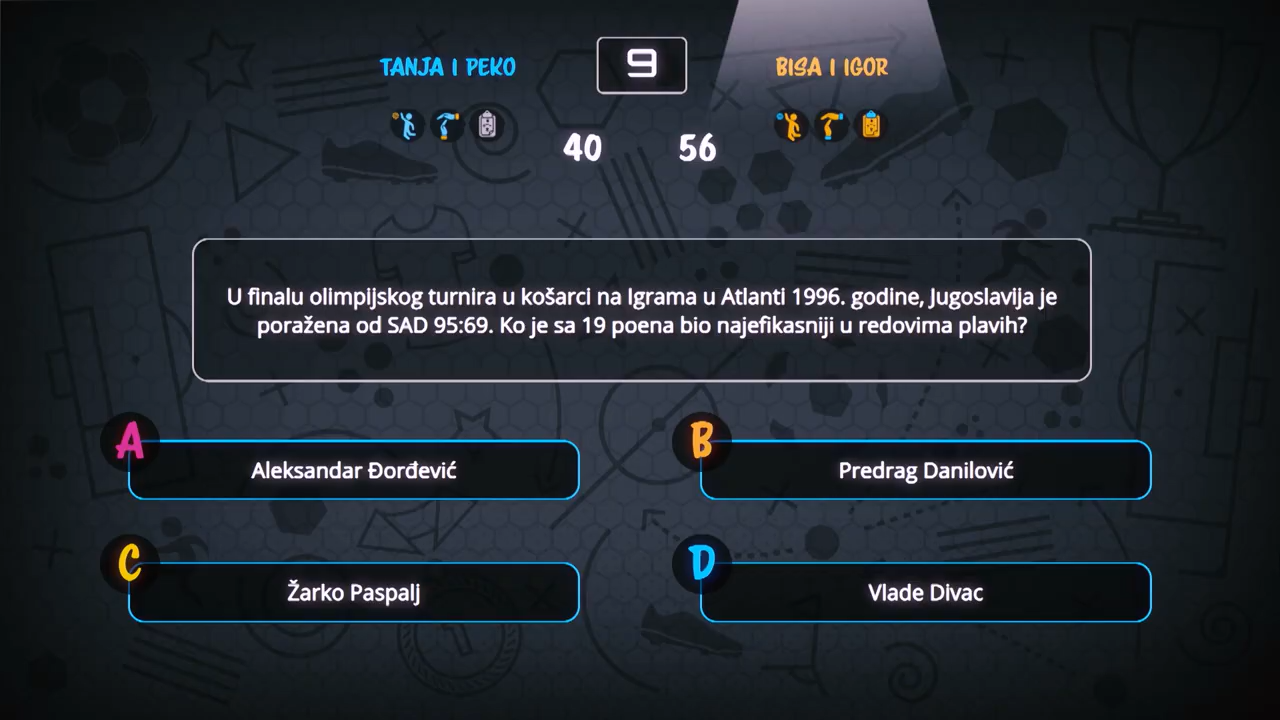 TANJA I PEKO
9
BISA I IGOR
40
56
U finalu olimpijskog turnira u košarci na Igrama u Atlanti 1996. godine, Jugoslavija je
poražena od SAD 95:69. Ko je sa 19 poena bio najefikasniji u redovima plavih?
A
Aleksandar Đorđević
B
Predrag Danilović
C
Žarko Paspalj
D
Vlade Divac